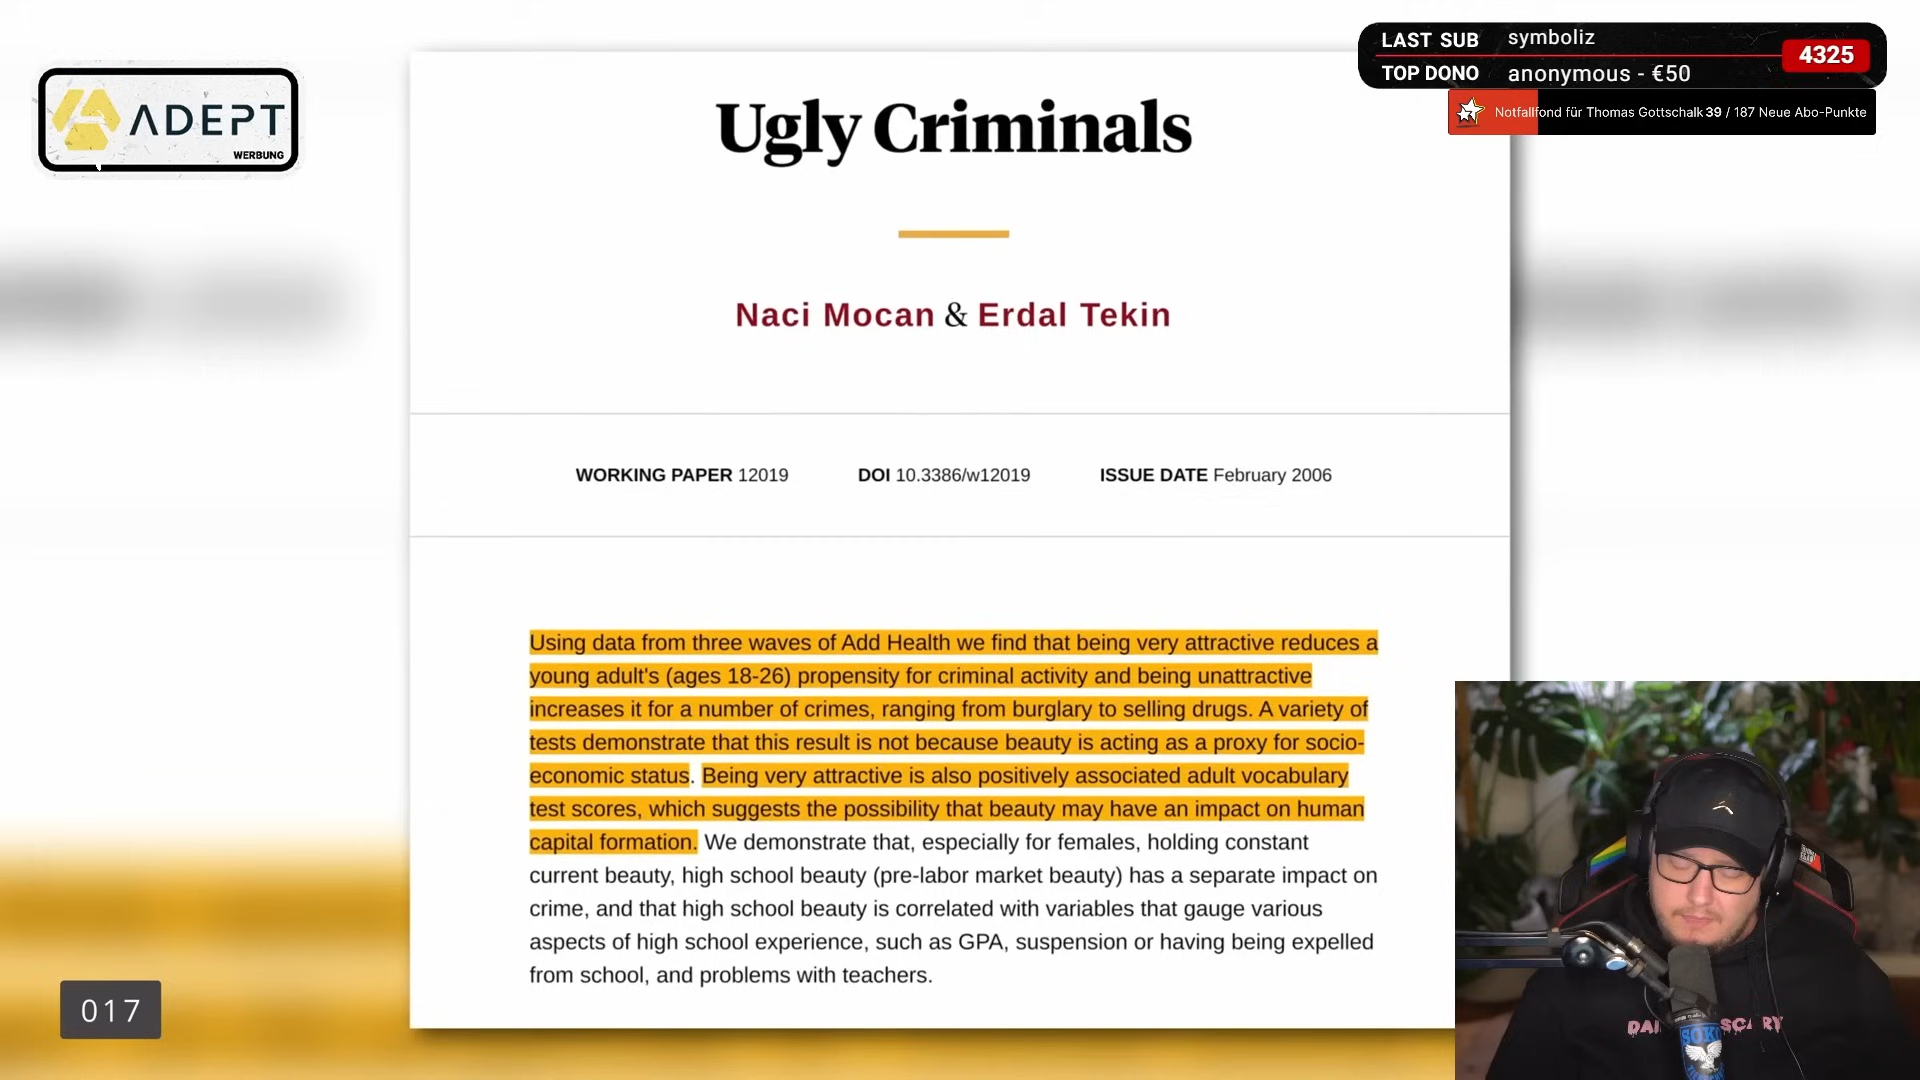 LAST SUB symboliz
TOP DONO anonymous - €50
4325
Notfallfond für Thomas Gottschalk 39 / 187 Neue Abo-Punkte
ADEPT
WERBUNG
Ugly Criminals
Naci Mocan & Erdal Tekin
WORKING PAPER 12019 DOI 10.3386/w12019 ISSUE DATE February 2006
Using data from three waves of Add Health we find that being very attractive reduces a
young adult's (ages 18-26) propensity for criminal activity and being unattractive
increases it for a number of crimes, ranging from burglary to selling drugs. A variety of
tests demonstrate that this result is not because beauty is acting as a proxy for socio-
economic status. Being very attractive is also positively associated adult vocabulary
test scores, which suggests the possibility that beauty may have an impact on human
capital formation. We demonstrate that, especially for females, holding constant
current beauty, high school beauty (pre-labor market beauty) has a separate impact on
crime, and that high school beauty is correlated with variables that gauge various
aspects of high school experience, such as GPA, suspension or having being expelled
from school, and problems with teachers.
017